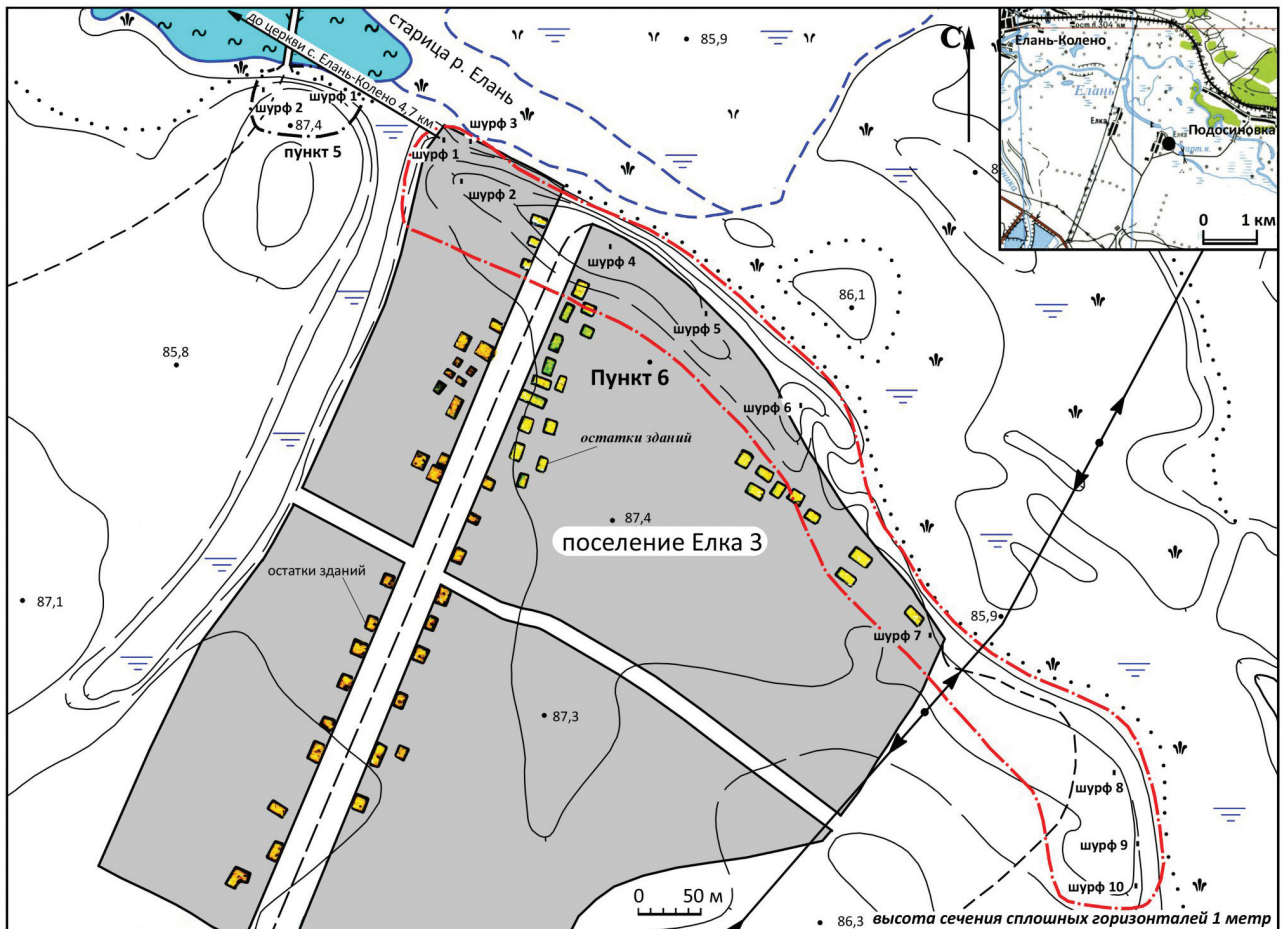 старица р. Елань
до церкви с. Елань-Колено 4,7 км
85,9
С
Елань-Колено
Елань
Елка
Елка
Подосиновка
0 1 км
шурф 1
шурф 2
87,4
пункт 5
шурф 3
шурф 1
шурф 2
шурф 4
86,1
шурф 5
85,8
Пункт 6
шурф 6
остатки зданий
87,4
поселение Елка 3
остатки зданий
87,1
85,9
шурф 7
87,3
шурф 8
шурф 9
шурф 10
0 50 м
86,3
высота сечения сплошных горизонталей 1 метр